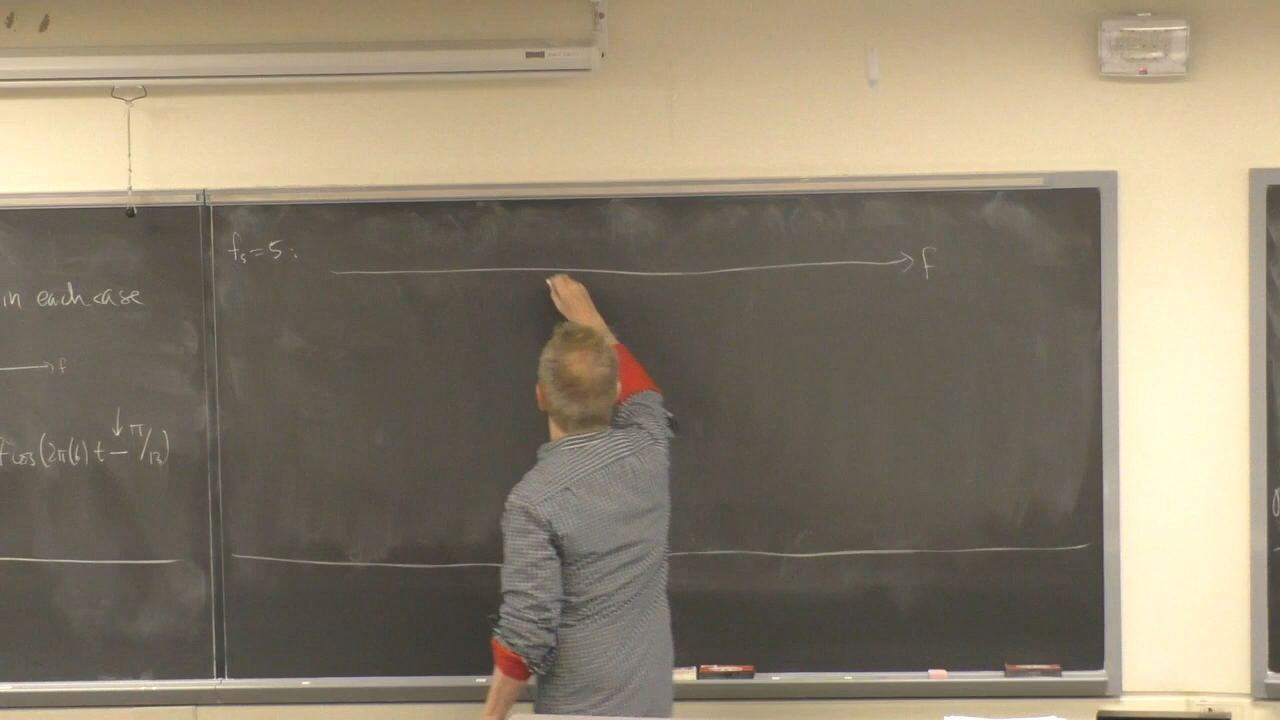 in each case
f
cos(2π(6)t - π/12)
fs = 5:
f